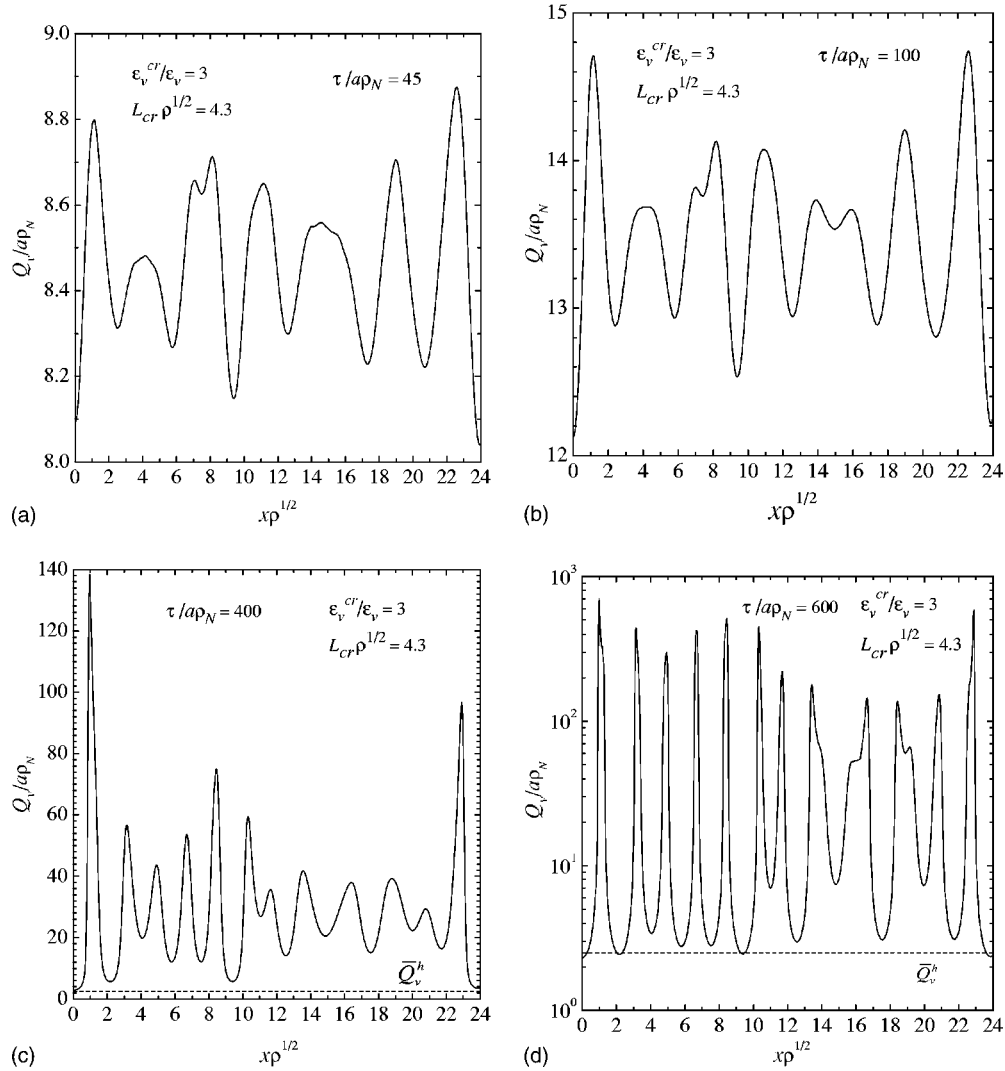 9.0
8.8
8.6
8.4
8.2
8.0
Q_v/aρ_N
ε_v^cr/ε_v = 3
τ/aρ_N = 45
L_cr ρ^1/2 = 4.3
0 2 4 6 8 10 12 14 16 18 20 22 24
xρ^1/2
(a)
15
14
13
12
Q_v/aρ_N
ε_v^cr/ε_v = 3
τ/aρ_N = 100
L_cr ρ^1/2 = 4.3
0 2 4 6 8 10 12 14 16 18 20 22 24
xρ^1/2
(b)
140
120
100
80
60
40
20
0
Q_v/aρ_N
τ/aρ_N = 400
ε_v^cr/ε_v = 3
L_cr ρ^1/2 = 4.3
Q̅_v^h
0 2 4 6 8 10 12 14 16 18 20 22 24
xρ^1/2
(c)
10^3
10^2
10^1
10^0
Q_v/aρ_N
τ/aρ_N = 600
ε_v^cr/ε_v = 3
L_cr ρ^1/2 = 4.3
Q̅_v^h
0 2 4 6 8 10 12 14 16 18 20 22 24
xρ^1/2
(d)